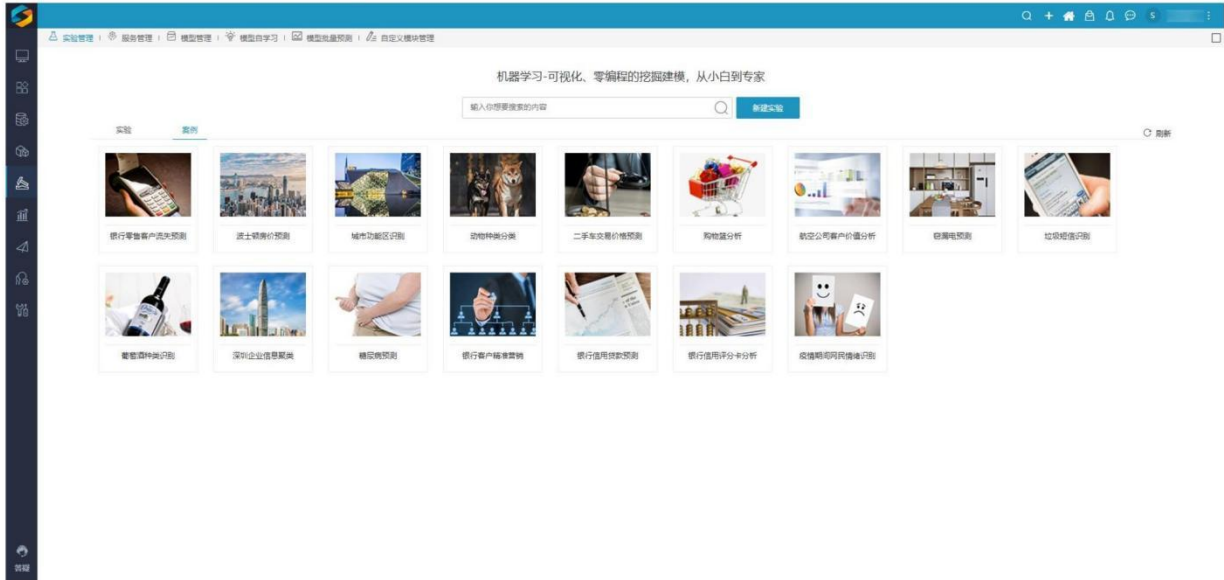 实验管理 服务管理 模型管理 模型自学习 模型批量预测 自定义模块管理
机器学习-可视化、零编程的挖掘建模，从小白到专家
输入你想要搜索的内容 新建实验
实验 案例 刷新
银行零售客户流失预测 波士顿房价预测 城市功能区识别 动物种类分类 二手车交易价格预测 购物篮分析 航空公司客户价值分析 窃漏电预测 垃圾短信识别
葡萄酒种类识别 深圳企业信息聚类 糖尿病预测 银行客户精准营销 银行信用贷款预测 银行信用评分卡分析 疫情期间网民情绪识别
答疑